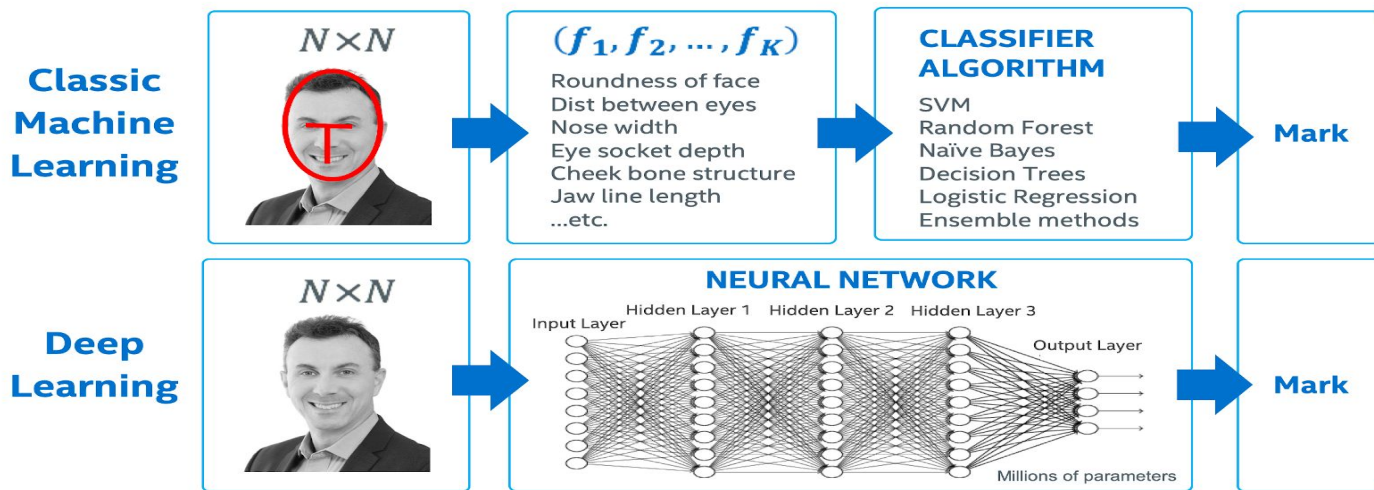 Classic
Machine
Learning
N×N
(f₁, f₂, ..., f_K)
Roundness of face
Dist between eyes
Nose width
Eye socket depth
Cheek bone structure
Jaw line length
...etc.
CLASSIFIER
ALGORITHM
SVM
Random Forest
Naïve Bayes
Decision Trees
Logistic Regression
Ensemble methods
Mark
Deep
Learning
N×N
NEURAL NETWORK
Input Layer
Hidden Layer 1
Hidden Layer 2
Hidden Layer 3
Output Layer
Millions of parameters
Mark